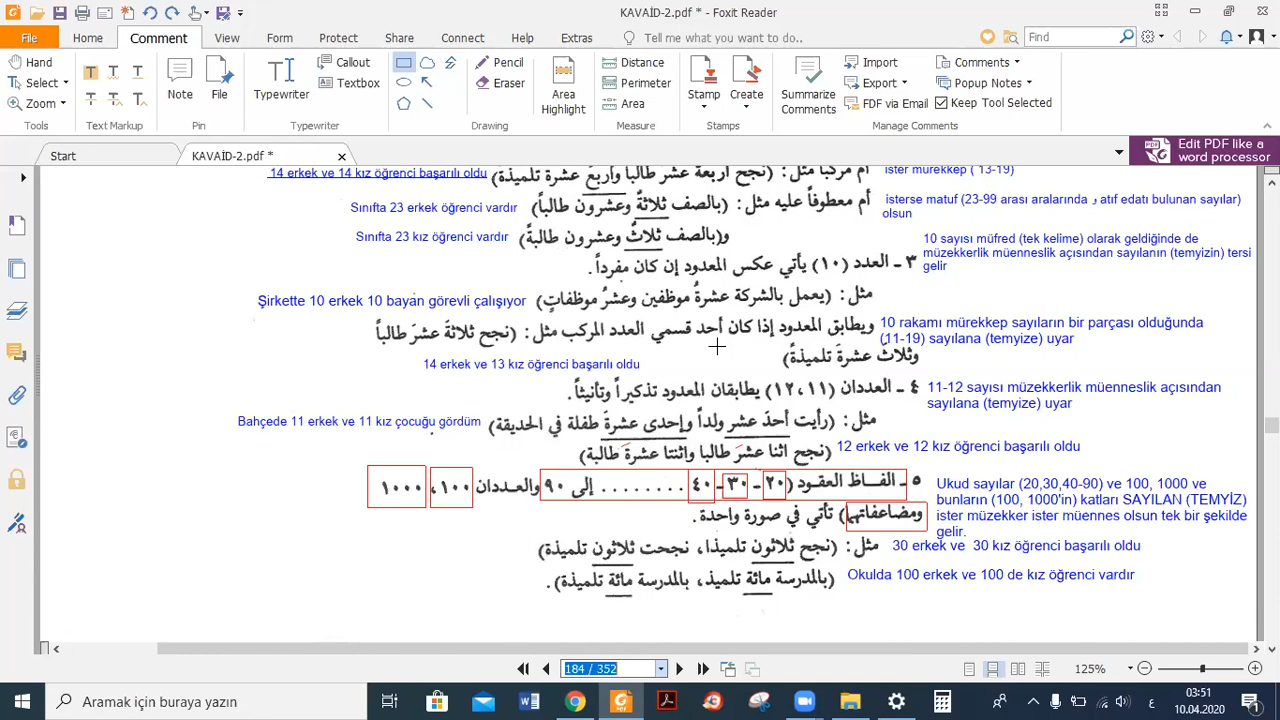 KAVAİD-2.pdf * - Foxit Reader
File Home Comment View Form Protect Share Connect Help Extras Tell me what you want to do... Find
Hand Select Zoom
Tools
Text Markup
Note File
Pin
Typewriter Callout Textbox
Typewriter
Pencil Eraser
Drawing
Area Highlight
Distance Perimeter Area
Measure
Stamp Create
Stamps
Summarize Comments Import Export FDF via Email Comments Popup Notes Keep Tool Selected
Manage Comments
Start KAVAİD-2.pdf *
Edit PDF like a word processor
أم مركباً مثل: (نجح أربعة عشر طالباً وأربعَ عشرة تلميذة)
14 erkek ve 14 kız öğrenci başarılı oldu
ister mürekkep ( 13-19)
أم معطوفاً عليه مثل: (بالصف ثلاثةٌ وعشرون طالباً)
Sınıfta 23 erkek öğrenci vardır
isterse matuf (23-99 arası aralarında و atıf edatı bulunan sayılar) olsun
و(بالصف ثلاثٌ وعشرون طالبةً)
Sınıfta 23 kız öğrenci vardır
٣ ـ العدد (١٠) يأتي عكس المعدود إن كان مفرداً.
10 sayısı müfred (tek kelime) olarak geldiğinde de
müzekkerlik müenneslik açısından sayılanın (temyizin) tersi
gelir
مثل: (يعمل بالشركة عشرةُ موظفين وعشرُ موظفاتٍ)
Şirkette 10 erkek 10 bayan görevli çalışıyor
ويطابق المعدود إذا كان أحد قسمي العدد المركب مثل: (نجح ثلاثةَ عشرَ طالباً
وثلاثَ عشرةَ تلميذةً)
10 rakamı mürekkep sayıların bir parçası olduğunda
(11-19) sayılana (temyize) uyar
14 erkek ve 13 kız öğrenci başarılı oldu
٤ ـ العددان (١١، ١٢) يطابقان المعدود تذكيراً وتأنيثاً.
11-12 sayısı müzekkerlik müenneslik açısından
sayılana (temyize) uyar
مثل: (رأيت أحدَ عشر ولداً وإحدى عشرةَ طفلة في الحديقة)
Bahçede 11 erkek ve 11 kız çocuğu gördüm
(نجح اثنا عشرَ طالبا واثنتا عشرةَ طالبة)
12 erkek ve 12 kız öğrenci başarılı oldu
٥ ـ الفـــاظ العقـود (٢٠ ـ ٣٠ ـ ٤٠ ........ إلى ٩٠ والعـددان ١٠٠، ١٠٠٠
ومضاعفاتها) تأتي في صورة واحدة.
Ukud sayılar (20,30,40-90) ve 100, 1000 ve
bunların (100, 1000'in) katları SAYILAN (TEMYİZ)
ister müzekker ister müennes olsun tek bir şekilde
gelir.
مثل: (نجح ثلاثون تلميذا، نجحت ثلاثون تلميذة)
30 erkek ve 30 kız öğrenci başarılı oldu
(بالمدرسة مائة تلميذ، بالمدرسة مائة تلميذة).
Okulda 100 erkek ve 100 de kız öğrenci vardır
184 / 352
125%
Aramak için buraya yazın
03:51
10.04.2020